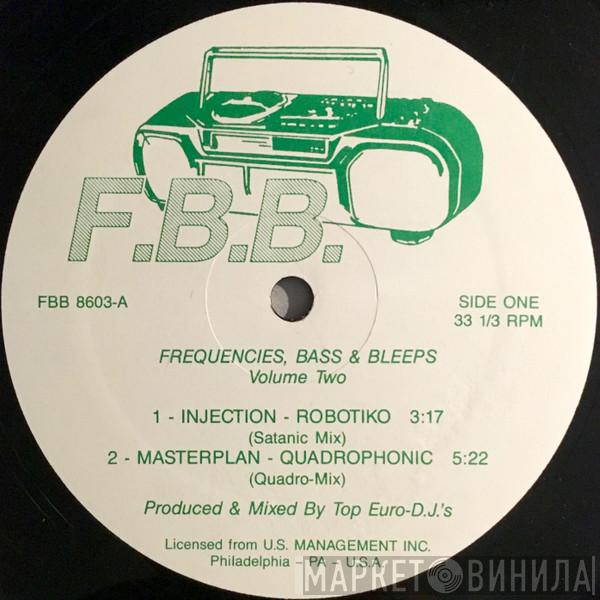 F.B.B.
FBB 8603-A
SIDE ONE
33 1/3 RPM
FREQUENCIES, BASS & BLEEPS
Volume Two
1 - INJECTION - ROBOTIKO 3:17
(Satanic Mix)
2 - MASTERPLAN - QUADROPHONIC 5:22
(Quadro-Mix)
Produced & Mixed By Top Euro-D.J.'s
Licensed from U.S. MANAGEMENT INC.
Philadelphia - PA - U.S.A.
МАРКЕТ ВИНИЛА